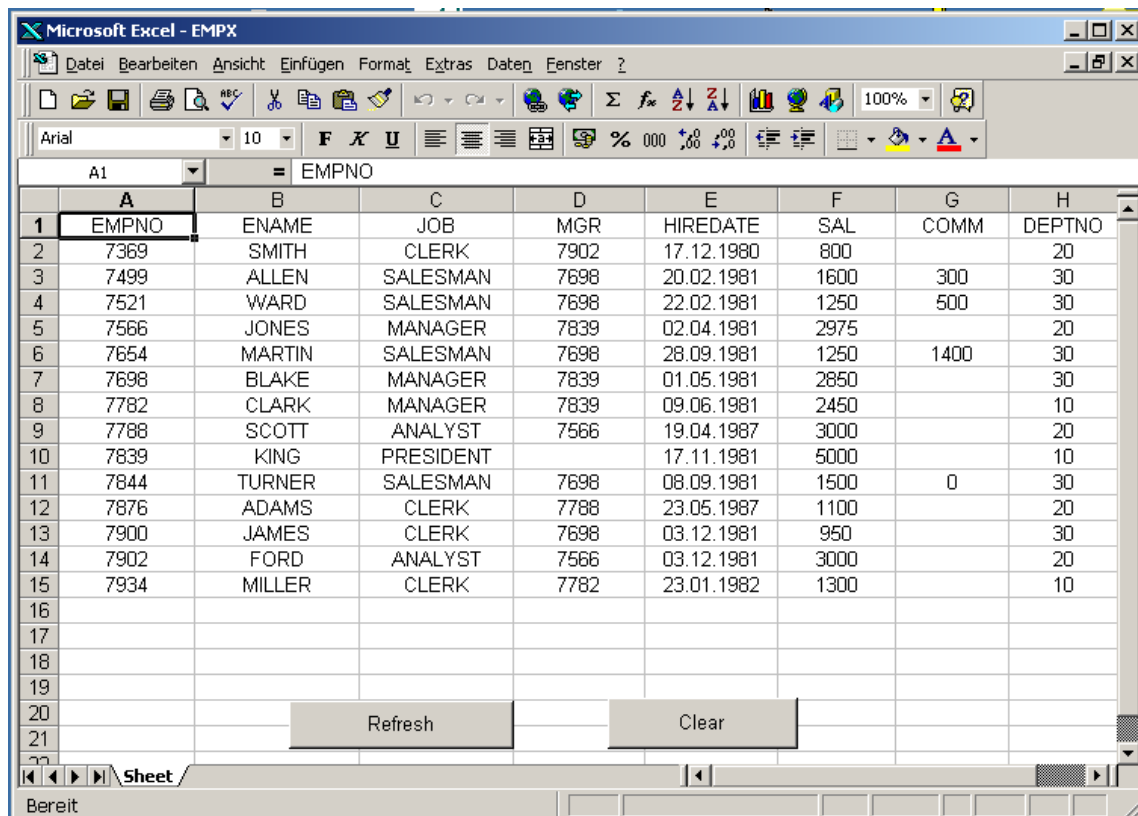 Microsoft Excel - EMPX
Datei Bearbeiten Ansicht Einfügen Format Extras Daten Fenster ?
ABC Σ fx A Z Z A 100% ?
Arial 10 F K U a % 000 ,00 ,00 A
A1 = EMPNO
A B C D E F G H
1 EMPNO ENAME JOB MGR HIREDATE SAL COMM DEPTNO
2 7369 SMITH CLERK 7902 17.12.1980 800 20
3 7499 ALLEN SALESMAN 7698 20.02.1981 1600 300 30
4 7521 WARD SALESMAN 7698 22.02.1981 1250 500 30
5 7566 JONES MANAGER 7839 02.04.1981 2975 20
6 7654 MARTIN SALESMAN 7698 28.09.1981 1250 1400 30
7 7698 BLAKE MANAGER 7839 01.05.1981 2850 30
8 7782 CLARK MANAGER 7839 09.06.1981 2450 10
9 7788 SCOTT ANALYST 7566 19.04.1987 3000 20
10 7839 KING PRESIDENT 17.11.1981 5000 10
11 7844 TURNER SALESMAN 7698 08.09.1981 1500 0 30
12 7876 ADAMS CLERK 7788 23.05.1987 1100 20
13 7900 JAMES CLERK 7698 03.12.1981 950 30
14 7902 FORD ANALYST 7566 03.12.1981 3000 20
15 7934 MILLER CLERK 7782 23.01.1982 1300 10
16
17
18
19
20
Refresh Clear
21
22
Sheet
Bereit